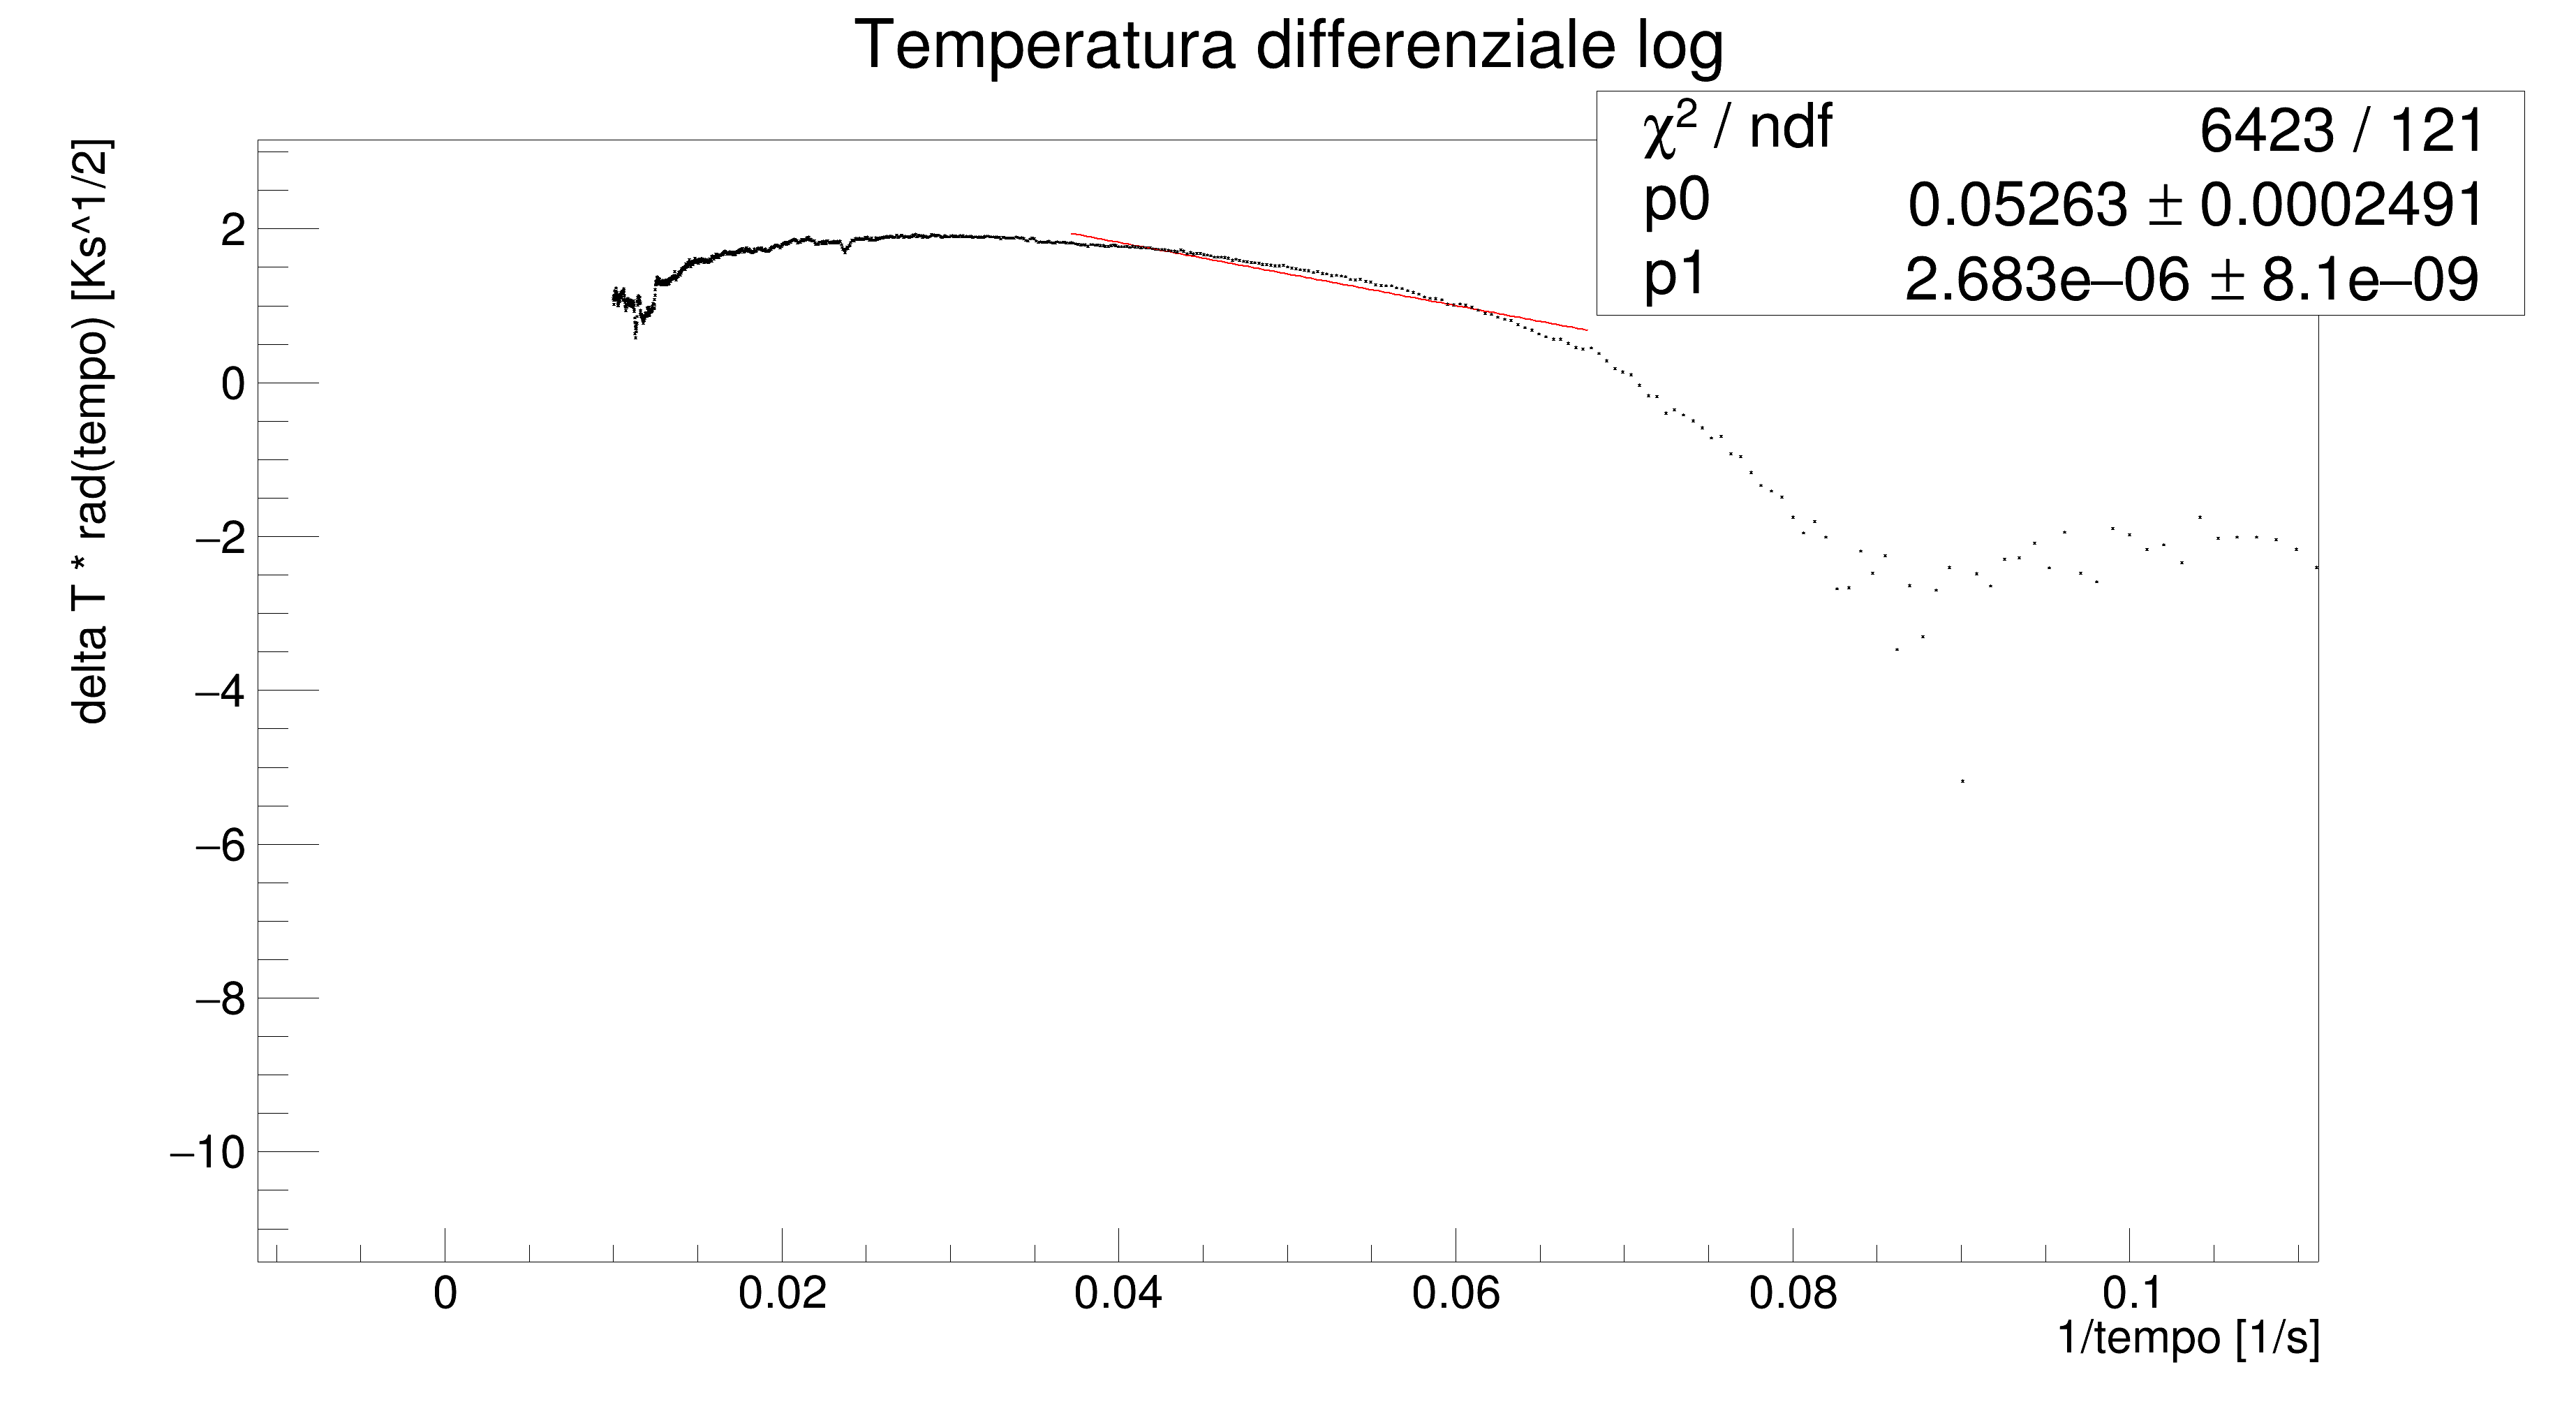 Temperatura differenziale log
χ² / ndf 6423 / 121
p0 0.05263 ± 0.0002491
p1 2.683e−06 ± 8.1e−09
delta T * rad(tempo) [Ks^1/2]
2
0
−2
−4
−6
−8
−10
0 0.02 0.04 0.06 0.08 0.1
1/tempo [1/s]